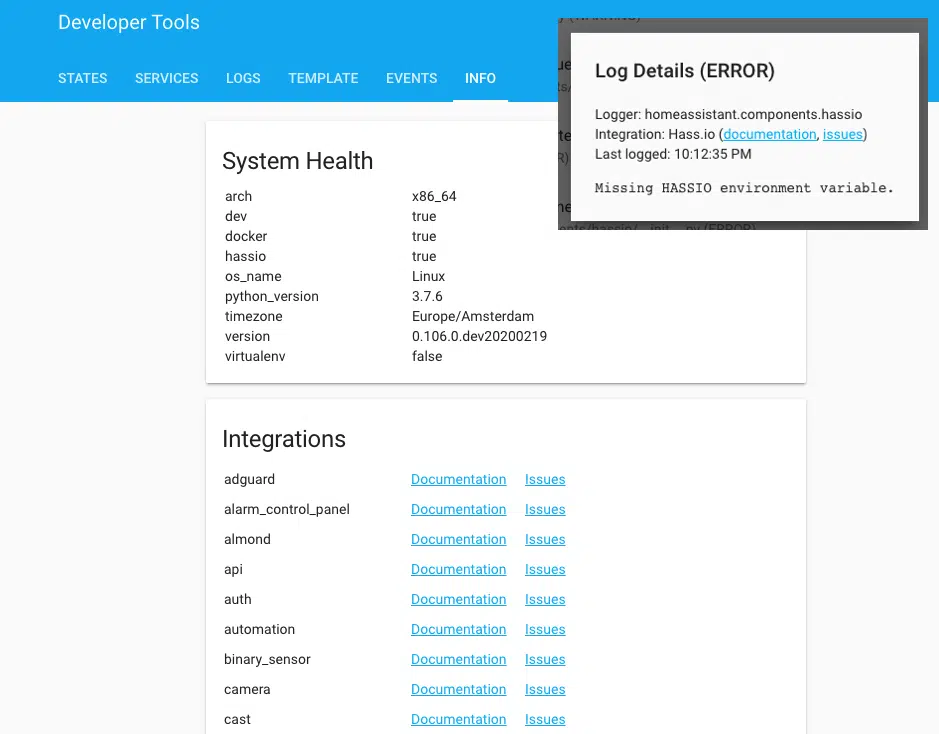 Developer Tools
STATES SERVICES LOGS TEMPLATE EVENTS INFO
Log Details (ERROR)
Logger: homeassistant.components.hassio
Integration: Hass.io (documentation, issues)
Last logged: 10:12:35 PM
Missing HASSIO environment variable.
System Health
arch x86_64
dev true
docker true
hassio true
os_name Linux
python_version 3.7.6
timezone Europe/Amsterdam
version 0.106.0.dev20200219
virtualenv false
Integrations
adguard Documentation Issues
alarm_control_panel Documentation Issues
almond Documentation Issues
api Documentation Issues
auth Documentation Issues
automation Documentation Issues
binary_sensor Documentation Issues
camera Documentation Issues
cast Documentation Issues